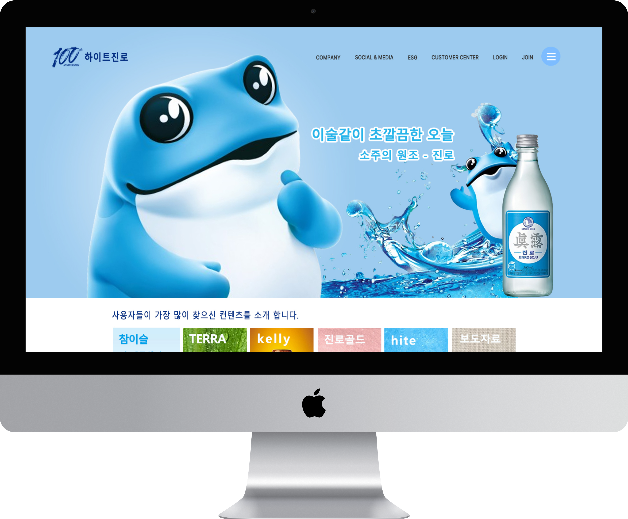 100
하이트진로
COMPANY SOCIAL & MEDIA ESG CUSTOMER CENTER LOGIN JOIN
이슬같이 초깔끔한 오늘
소주의 원조 - 진로
眞露
진로
사용자들이 가장 많이 찾으신 컨텐츠를 소개 합니다.
참이슬 TERRA kelly 진로골드 hite 보도자료